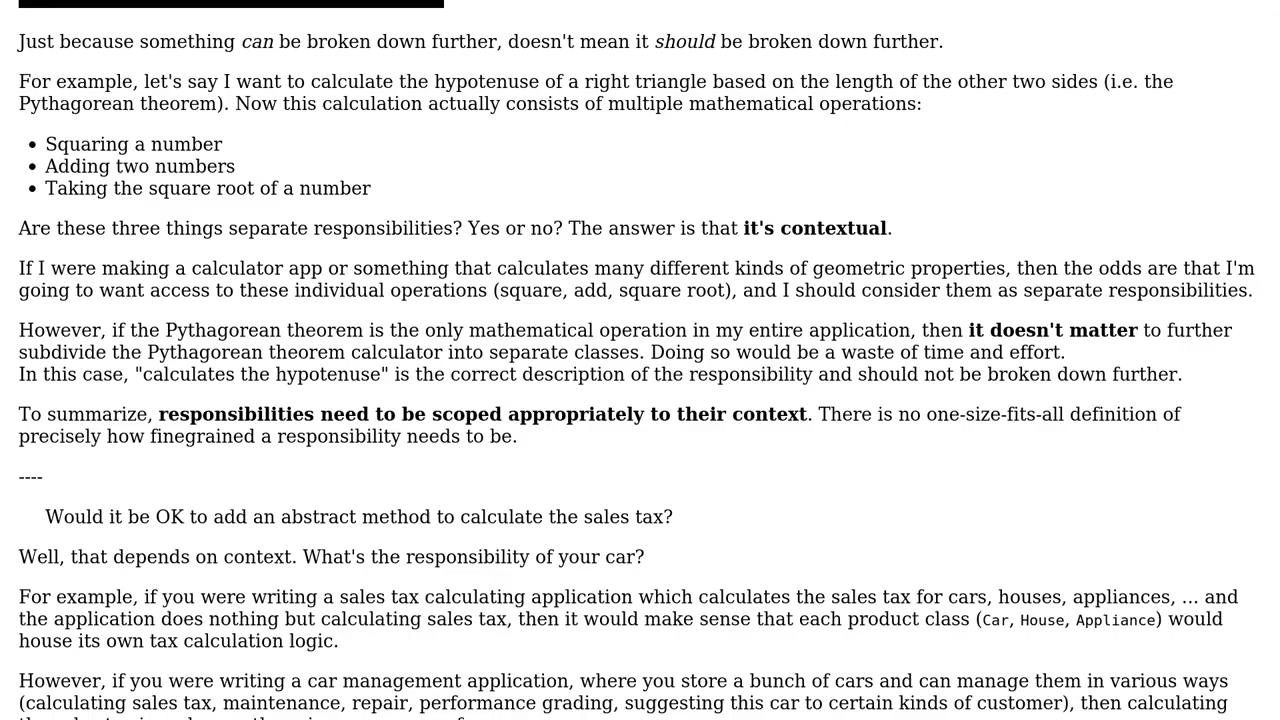 Just because something can be broken down further, doesn't mean it should be broken down further.
For example, let's say I want to calculate the hypotenuse of a right triangle based on the length of the other two sides (i.e. the
Pythagorean theorem). Now this calculation actually consists of multiple mathematical operations:
• Squaring a number
• Adding two numbers
• Taking the square root of a number
Are these three things separate responsibilities? Yes or no? The answer is that it's contextual.
If I were making a calculator app or something that calculates many different kinds of geometric properties, then the odds are that I'm
going to want access to these individual operations (square, add, square root), and I should consider them as separate responsibilities.
However, if the Pythagorean theorem is the only mathematical operation in my entire application, then it doesn't matter to further
subdivide the Pythagorean theorem calculator into separate classes. Doing so would be a waste of time and effort.
In this case, "calculates the hypotenuse" is the correct description of the responsibility and should not be broken down further.
To summarize, responsibilities need to be scoped appropriately to their context. There is no one-size-fits-all definition of
precisely how finegrained a responsibility needs to be.
----
Would it be OK to add an abstract method to calculate the sales tax?
Well, that depends on context. What's the responsibility of your car?
For example, if you were writing a sales tax calculating application which calculates the sales tax for cars, houses, appliances, ... and
the application does nothing but calculating sales tax, then it would make sense that each product class (Car, House, Appliance) would
house its own tax calculation logic.
However, if you were writing a car management application, where you store a bunch of cars and can manage them in various ways
(calculating sales tax, maintenance, repair, performance grading, suggesting this car to certain kinds of customer), then calculating